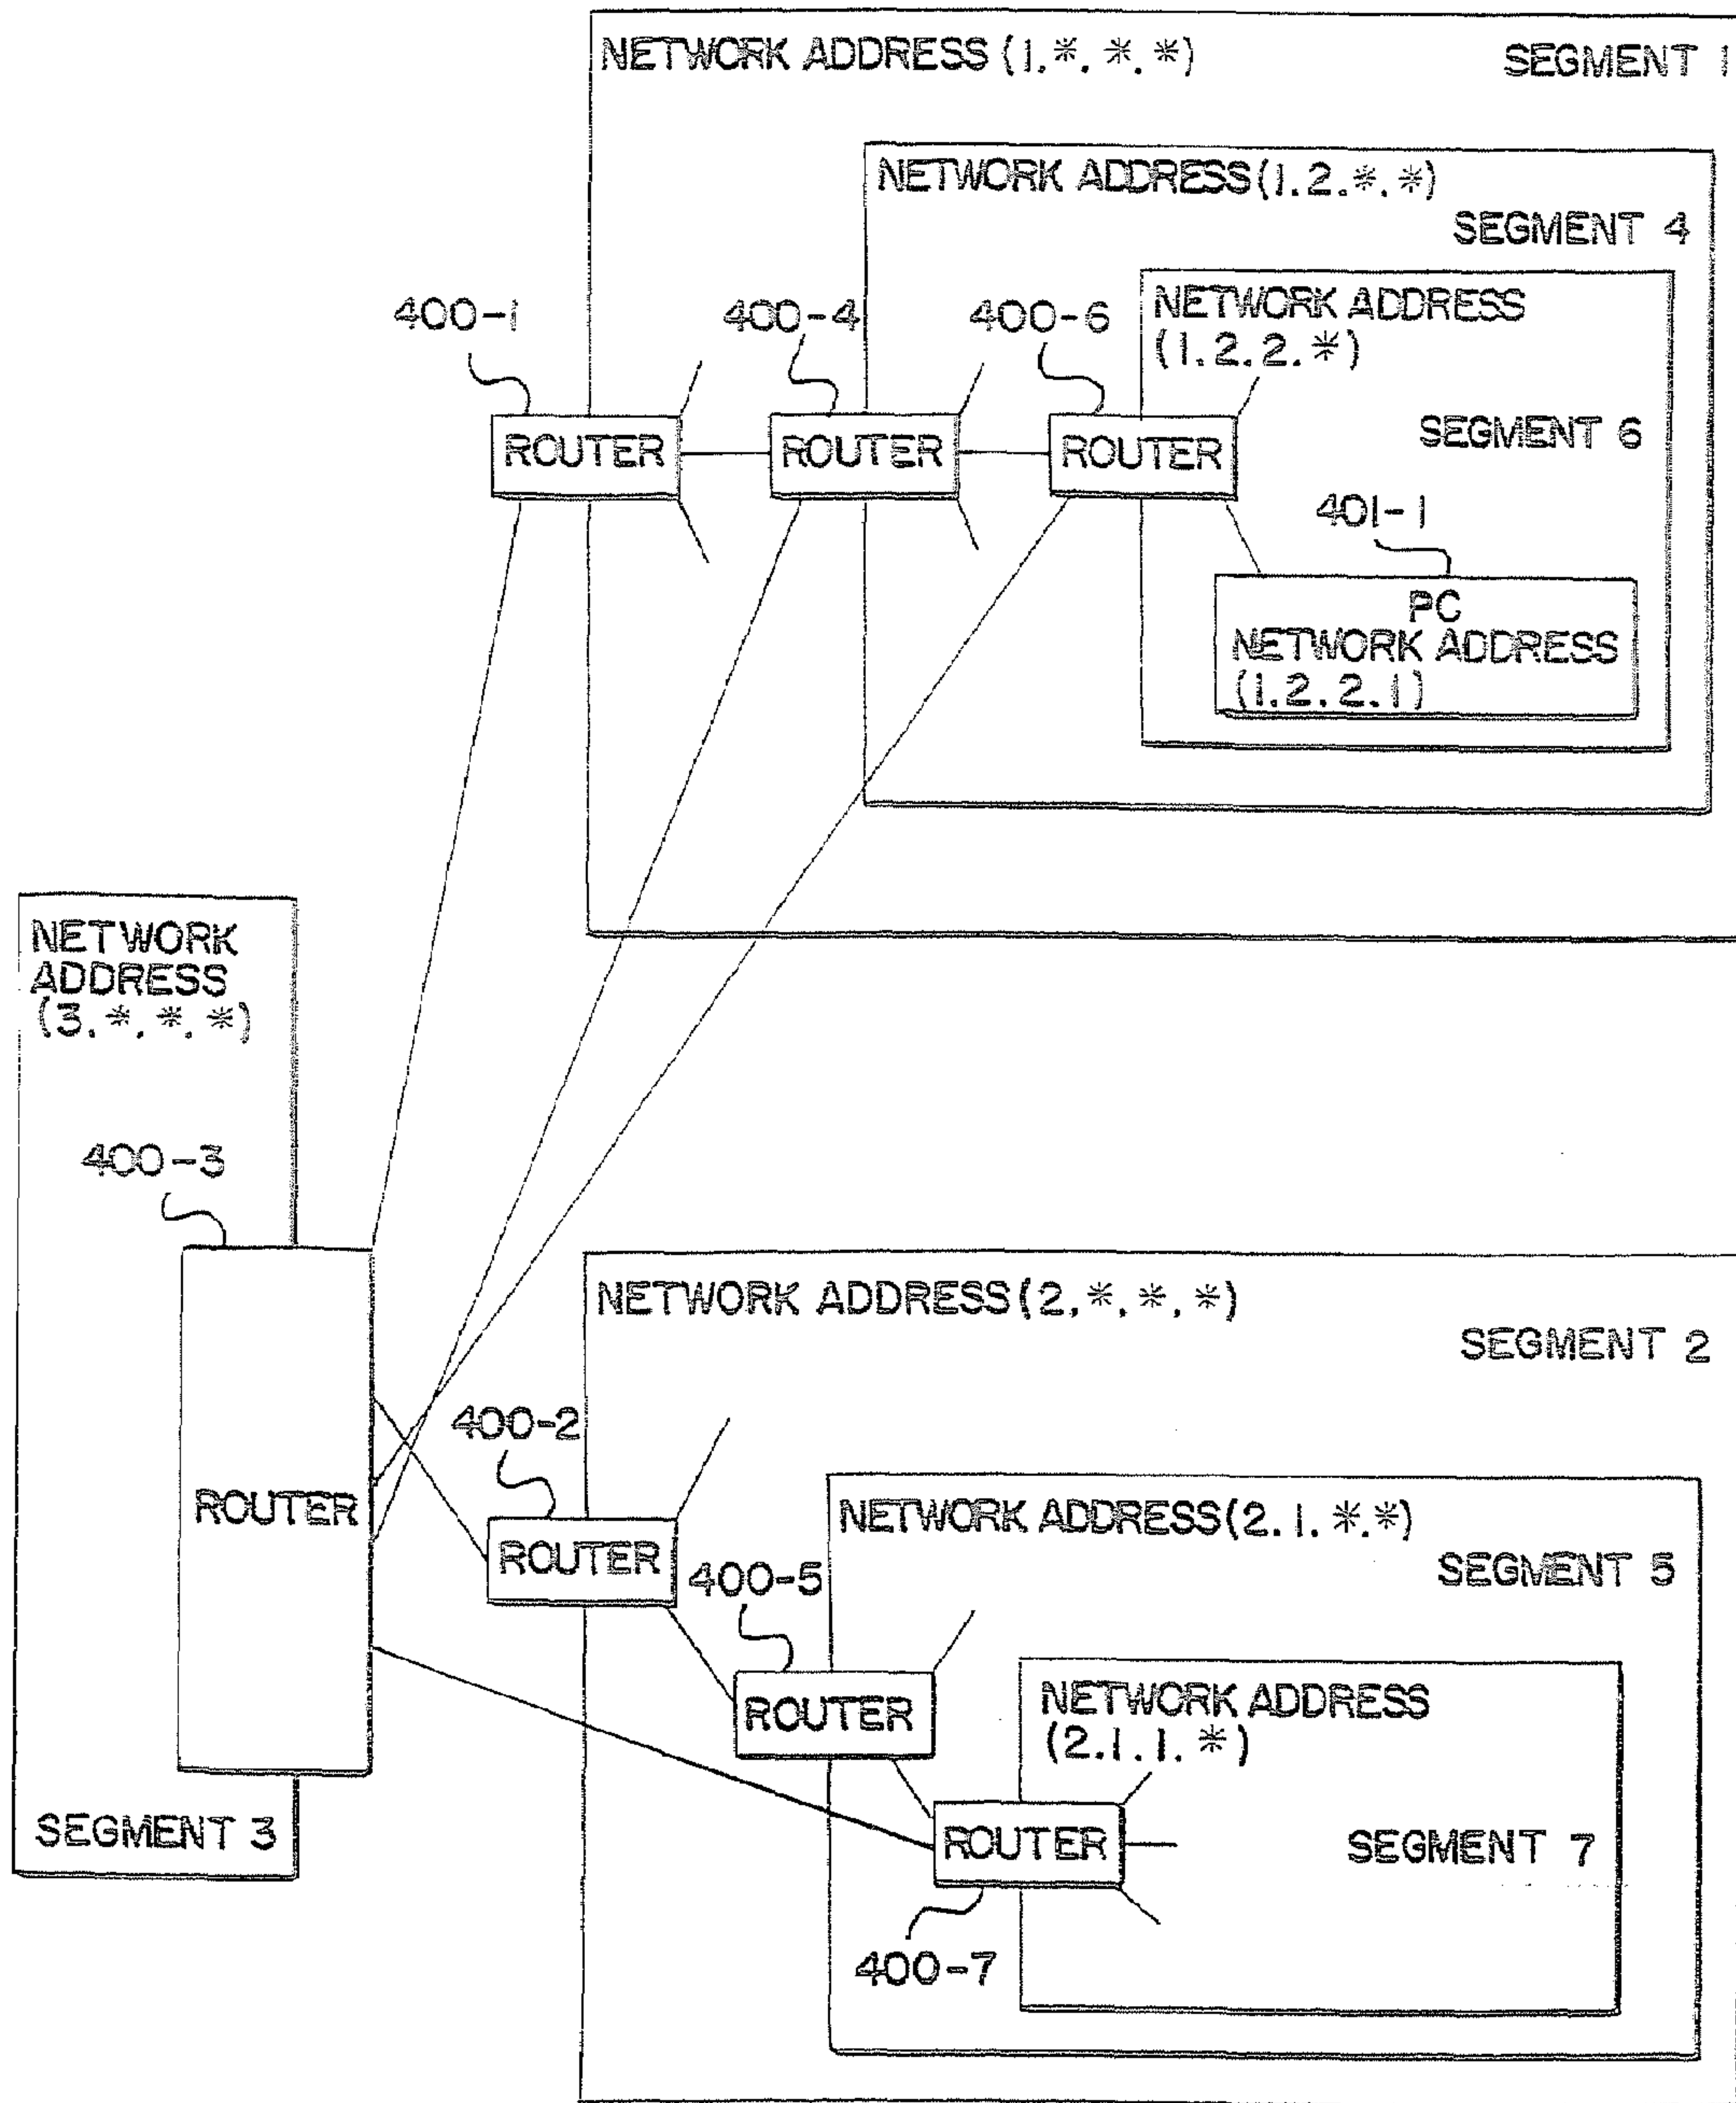 NETWORK ADDRESS (1.*.*.*)
SEGMENT 1
NETWORK ADDRESS (1.2.*.*)
SEGMENT 4
400-1
400-4
400-6
NETWORK ADDRESS
(1.2.2.*)
ROUTER
ROUTER
ROUTER
SEGMENT 6
401-1
PC
NETWORK ADDRESS
(1.2.2.1)
NETWORK
ADDRESS
(3.*.*.*)
400-3
ROUTER
SEGMENT 3
NETWORK ADDRESS (2,*.*,*)
SEGMENT 2
400-2
ROUTER
NETWORK ADDRESS (2.1.*.*)
SEGMENT 5
400-5
ROUTER
NETWORK ADDRESS
(2.1.1.*)
ROUTER
SEGMENT 7
400-7